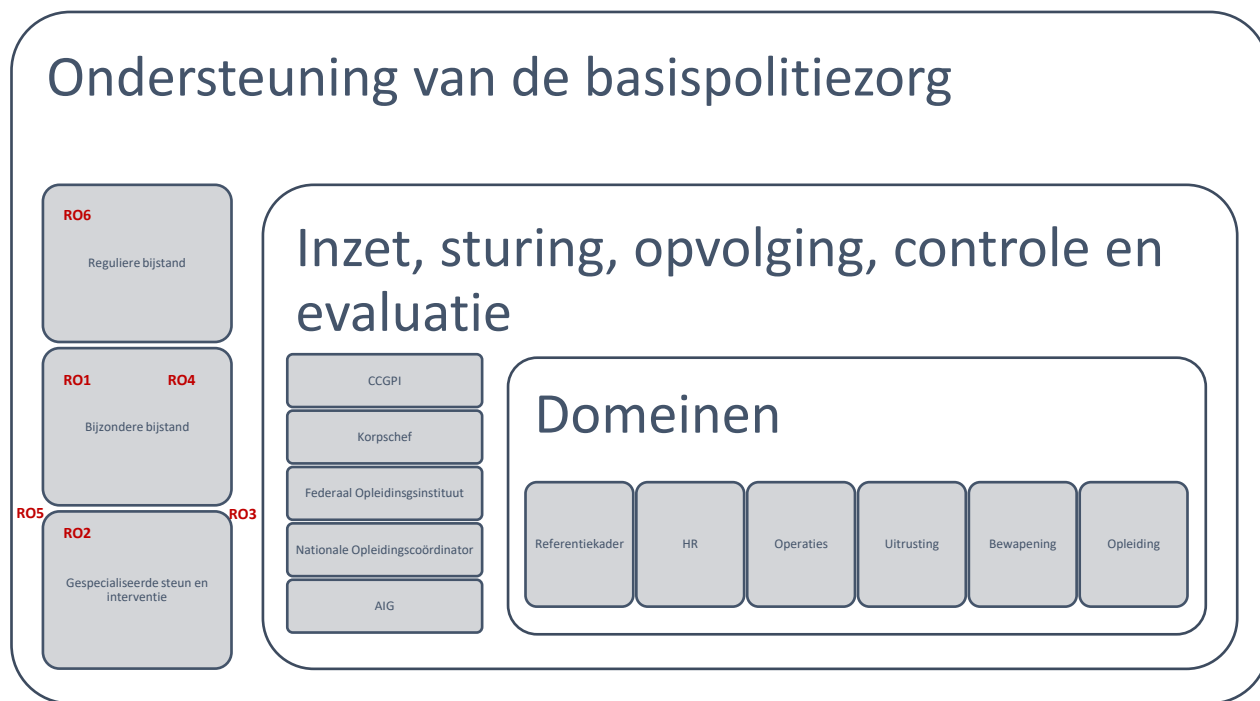 Ondersteuning van de basispolitiezorg
RO6
Reguliere bijstand
RO1 RO4
Bijzondere bijstand
RO5 RO3
RO2
Gespecialiseerde steun en
interventie
Inzet, sturing, opvolging, controle en
evaluatie
CCGPI
Korpschef
Federaal Opleidinsgsinstituut
Nationale Opleidingscoördinator
AIG
Domeinen
Referentiekader HR Operaties Uitrusting Bewapening Opleiding